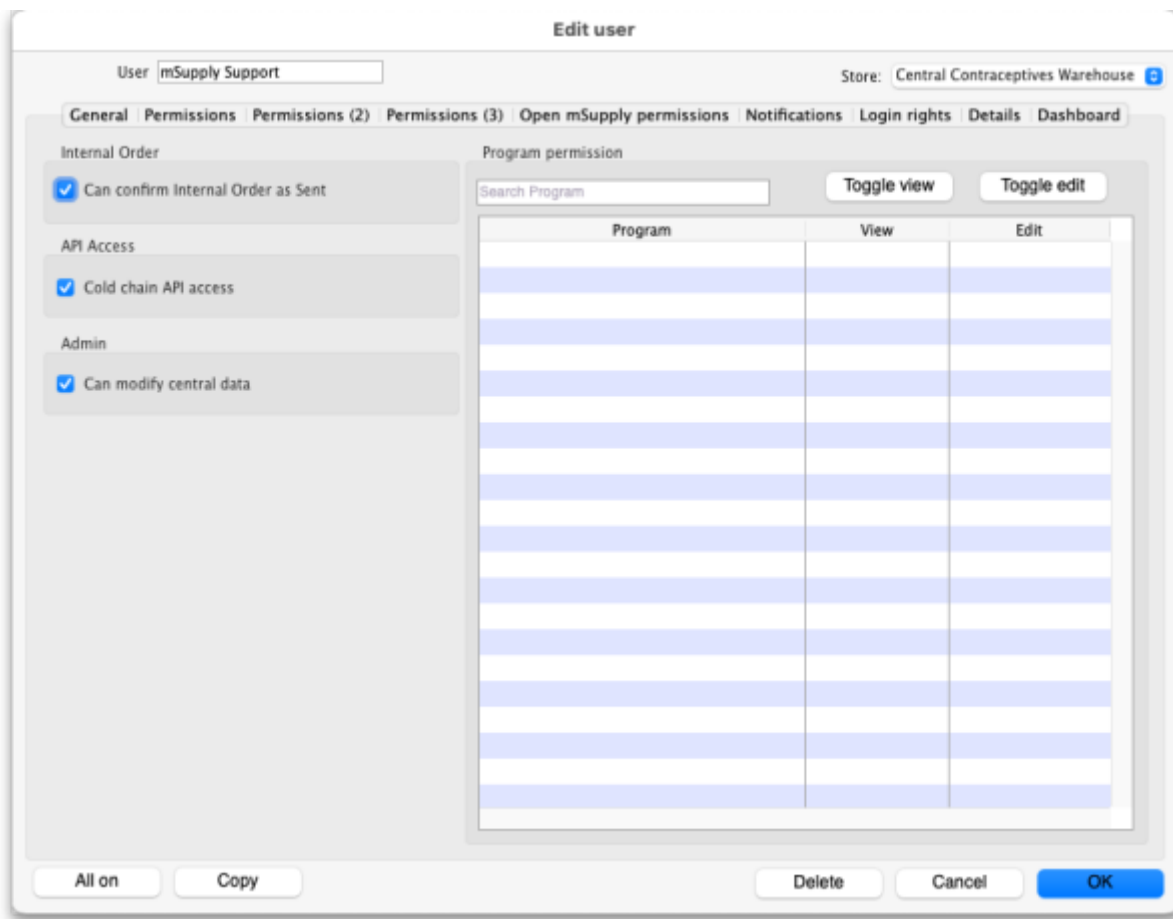 Edit user
User mSupply Support
Store: Central Contraceptives Warehouse
General Permissions Permissions (2) Permissions (3) Open mSupply permissions Notifications Login rights Details Dashboard
Internal Order
Can confirm Internal Order as Sent
API Access
Cold chain API access
Admin
Can modify central data
Program permission
Search Program Toggle view Toggle edit
Program View Edit
All on Copy Delete Cancel OK